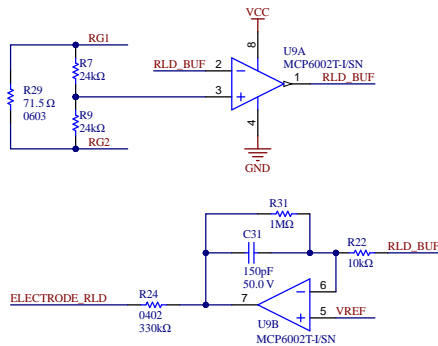 VCC
RG1
U9A
MCP6002T-I/SN
R7
24kΩ
RLD_BUF
2
8
1
RLD_BUF
R29
71.5 Ω
0603
3
R9
24kΩ
4
RG2
GND
R31
1MΩ
C31
150pF
50.0 V
R22
10kΩ
RLD_BUF
6
ELECTRODE_RLD
R24
0402
330kΩ
7
5
VREF
U9B
MCP6002T-I/SN